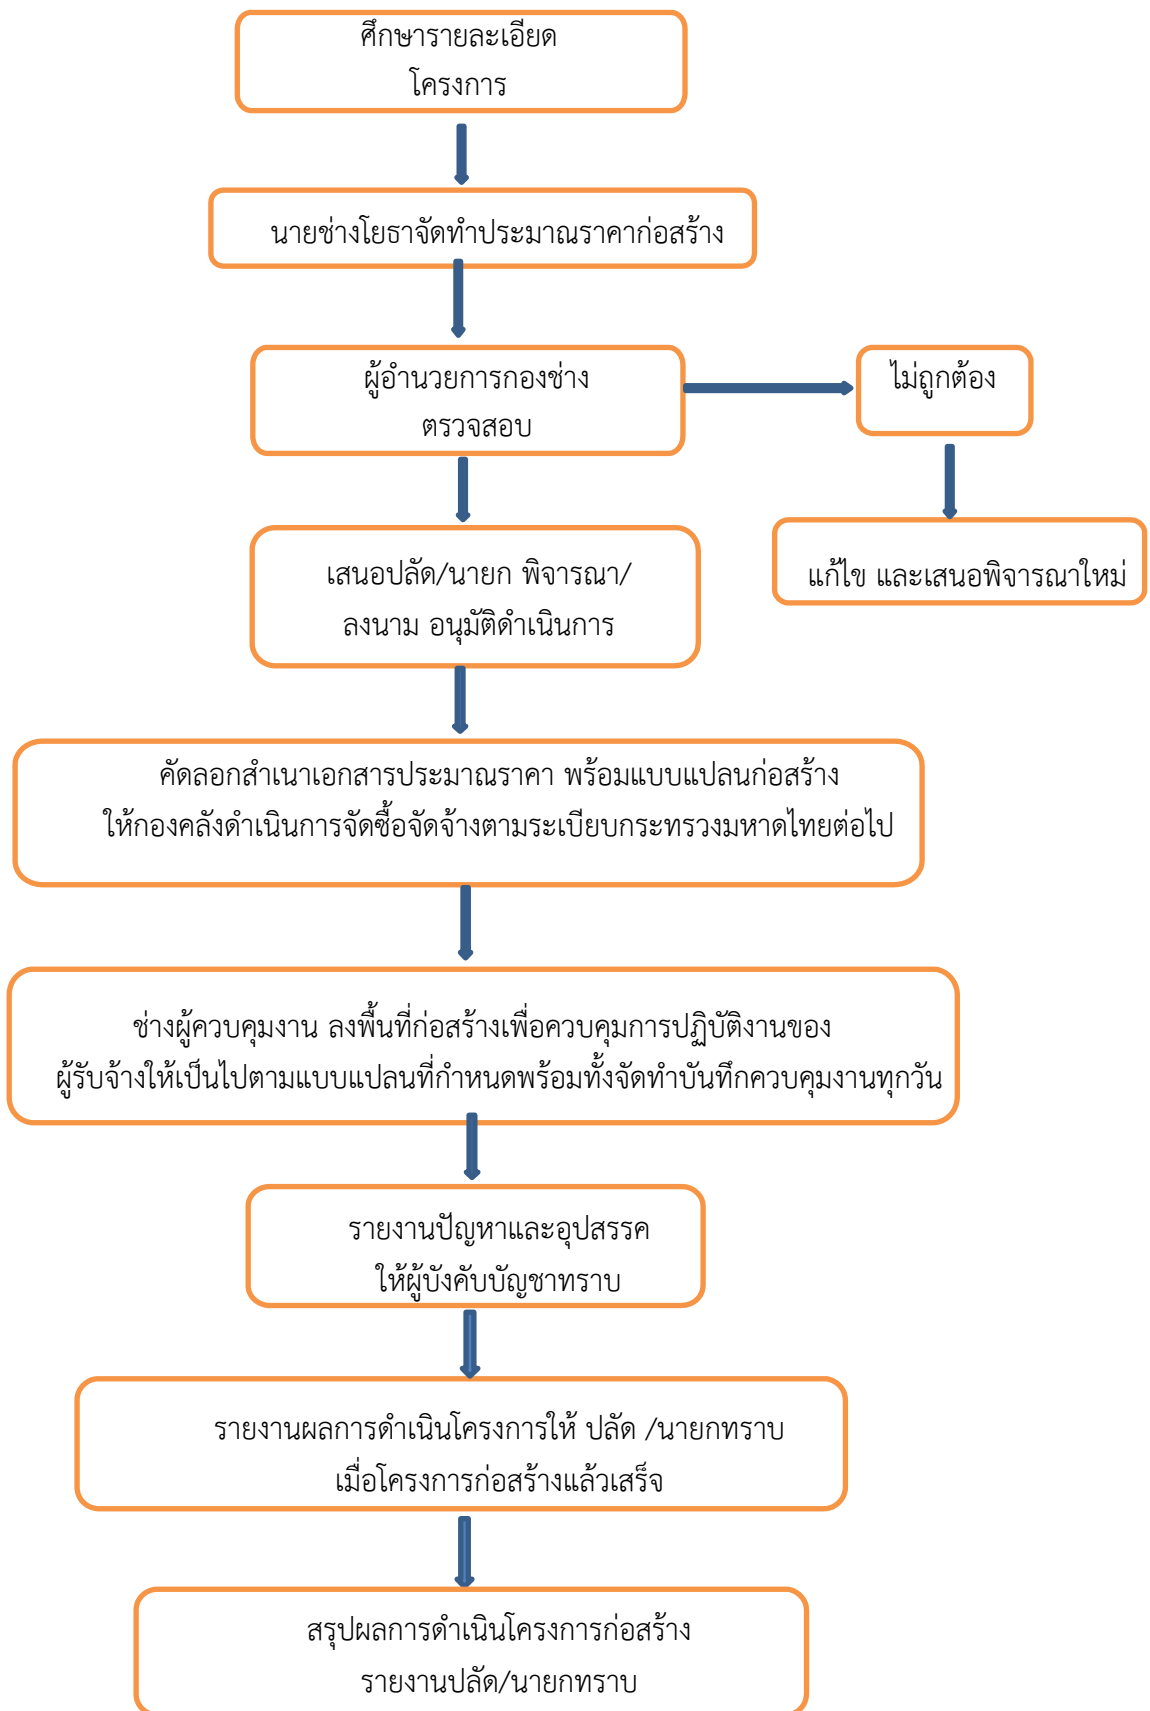 ศึกษารายละเอียด
โครงการ
นายช่างโยธาจัดทำประมาณราคาก่อสร้าง
ผู้อำนวยการกองช่าง
ตรวจสอบ
ไม่ถูกต้อง
แก้ไข และเสนอพิจารณาใหม่
เสนอปลัด/นายก พิจารณา/
ลงนาม อนุมัติดำเนินการ
คัดลอกสำเนาเอกสารประมาณราคา พร้อมแบบแปลนก่อสร้าง
ให้กองคลังดำเนินการจัดซื้อจัดจ้างตามระเบียบกระทรวงมหาดไทยต่อไป
ช่างผู้ควบคุมงาน ลงพื้นที่ก่อสร้างเพื่อควบคุมการปฏิบัติงานของ
ผู้รับจ้างให้เป็นไปตามแบบแปลนที่กำหนดพร้อมทั้งจัดทำบันทึกควบคุมงานทุกวัน
รายงานปัญหาและอุปสรรค
ให้ผู้บังคับบัญชาทราบ
รายงานผลการดำเนินโครงการให้ ปลัด /นายกทราบ
เมื่อโครงการก่อสร้างแล้วเสร็จ
สรุปผลการดำเนินโครงการก่อสร้าง
รายงานปลัด/นายกทราบ